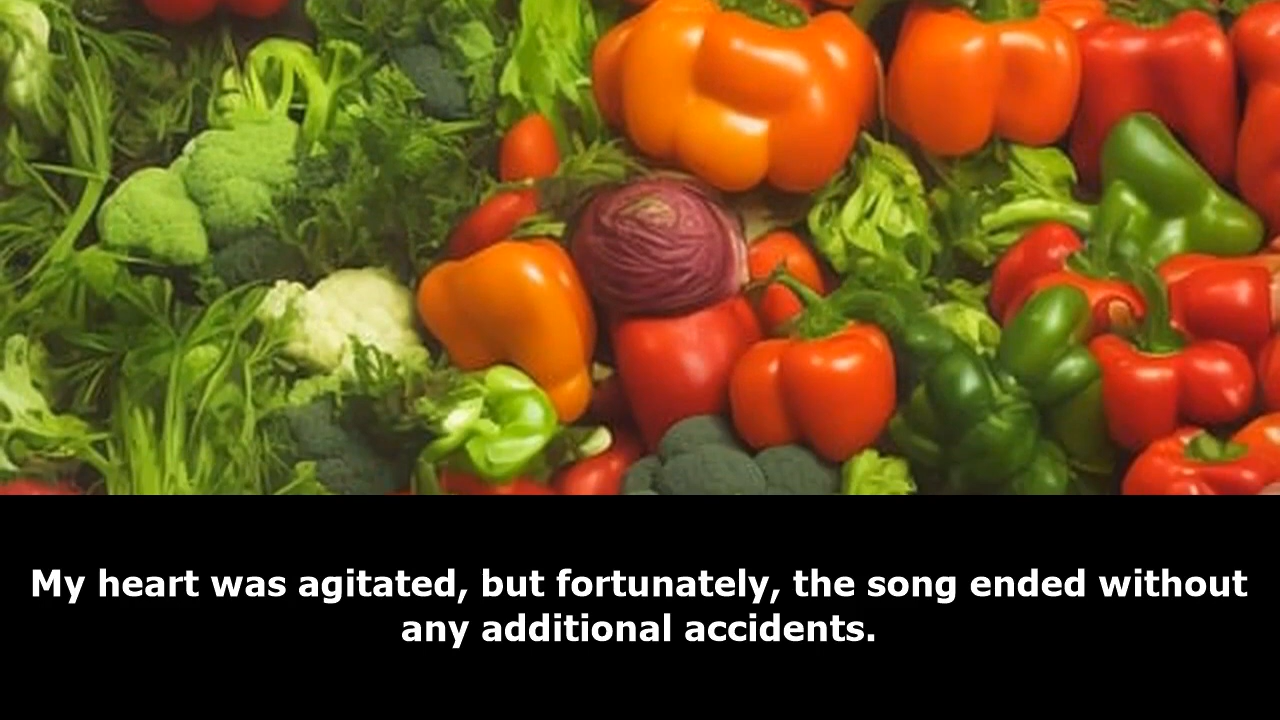 My heart was agitated, but fortunately, the song ended without
any additional accidents.